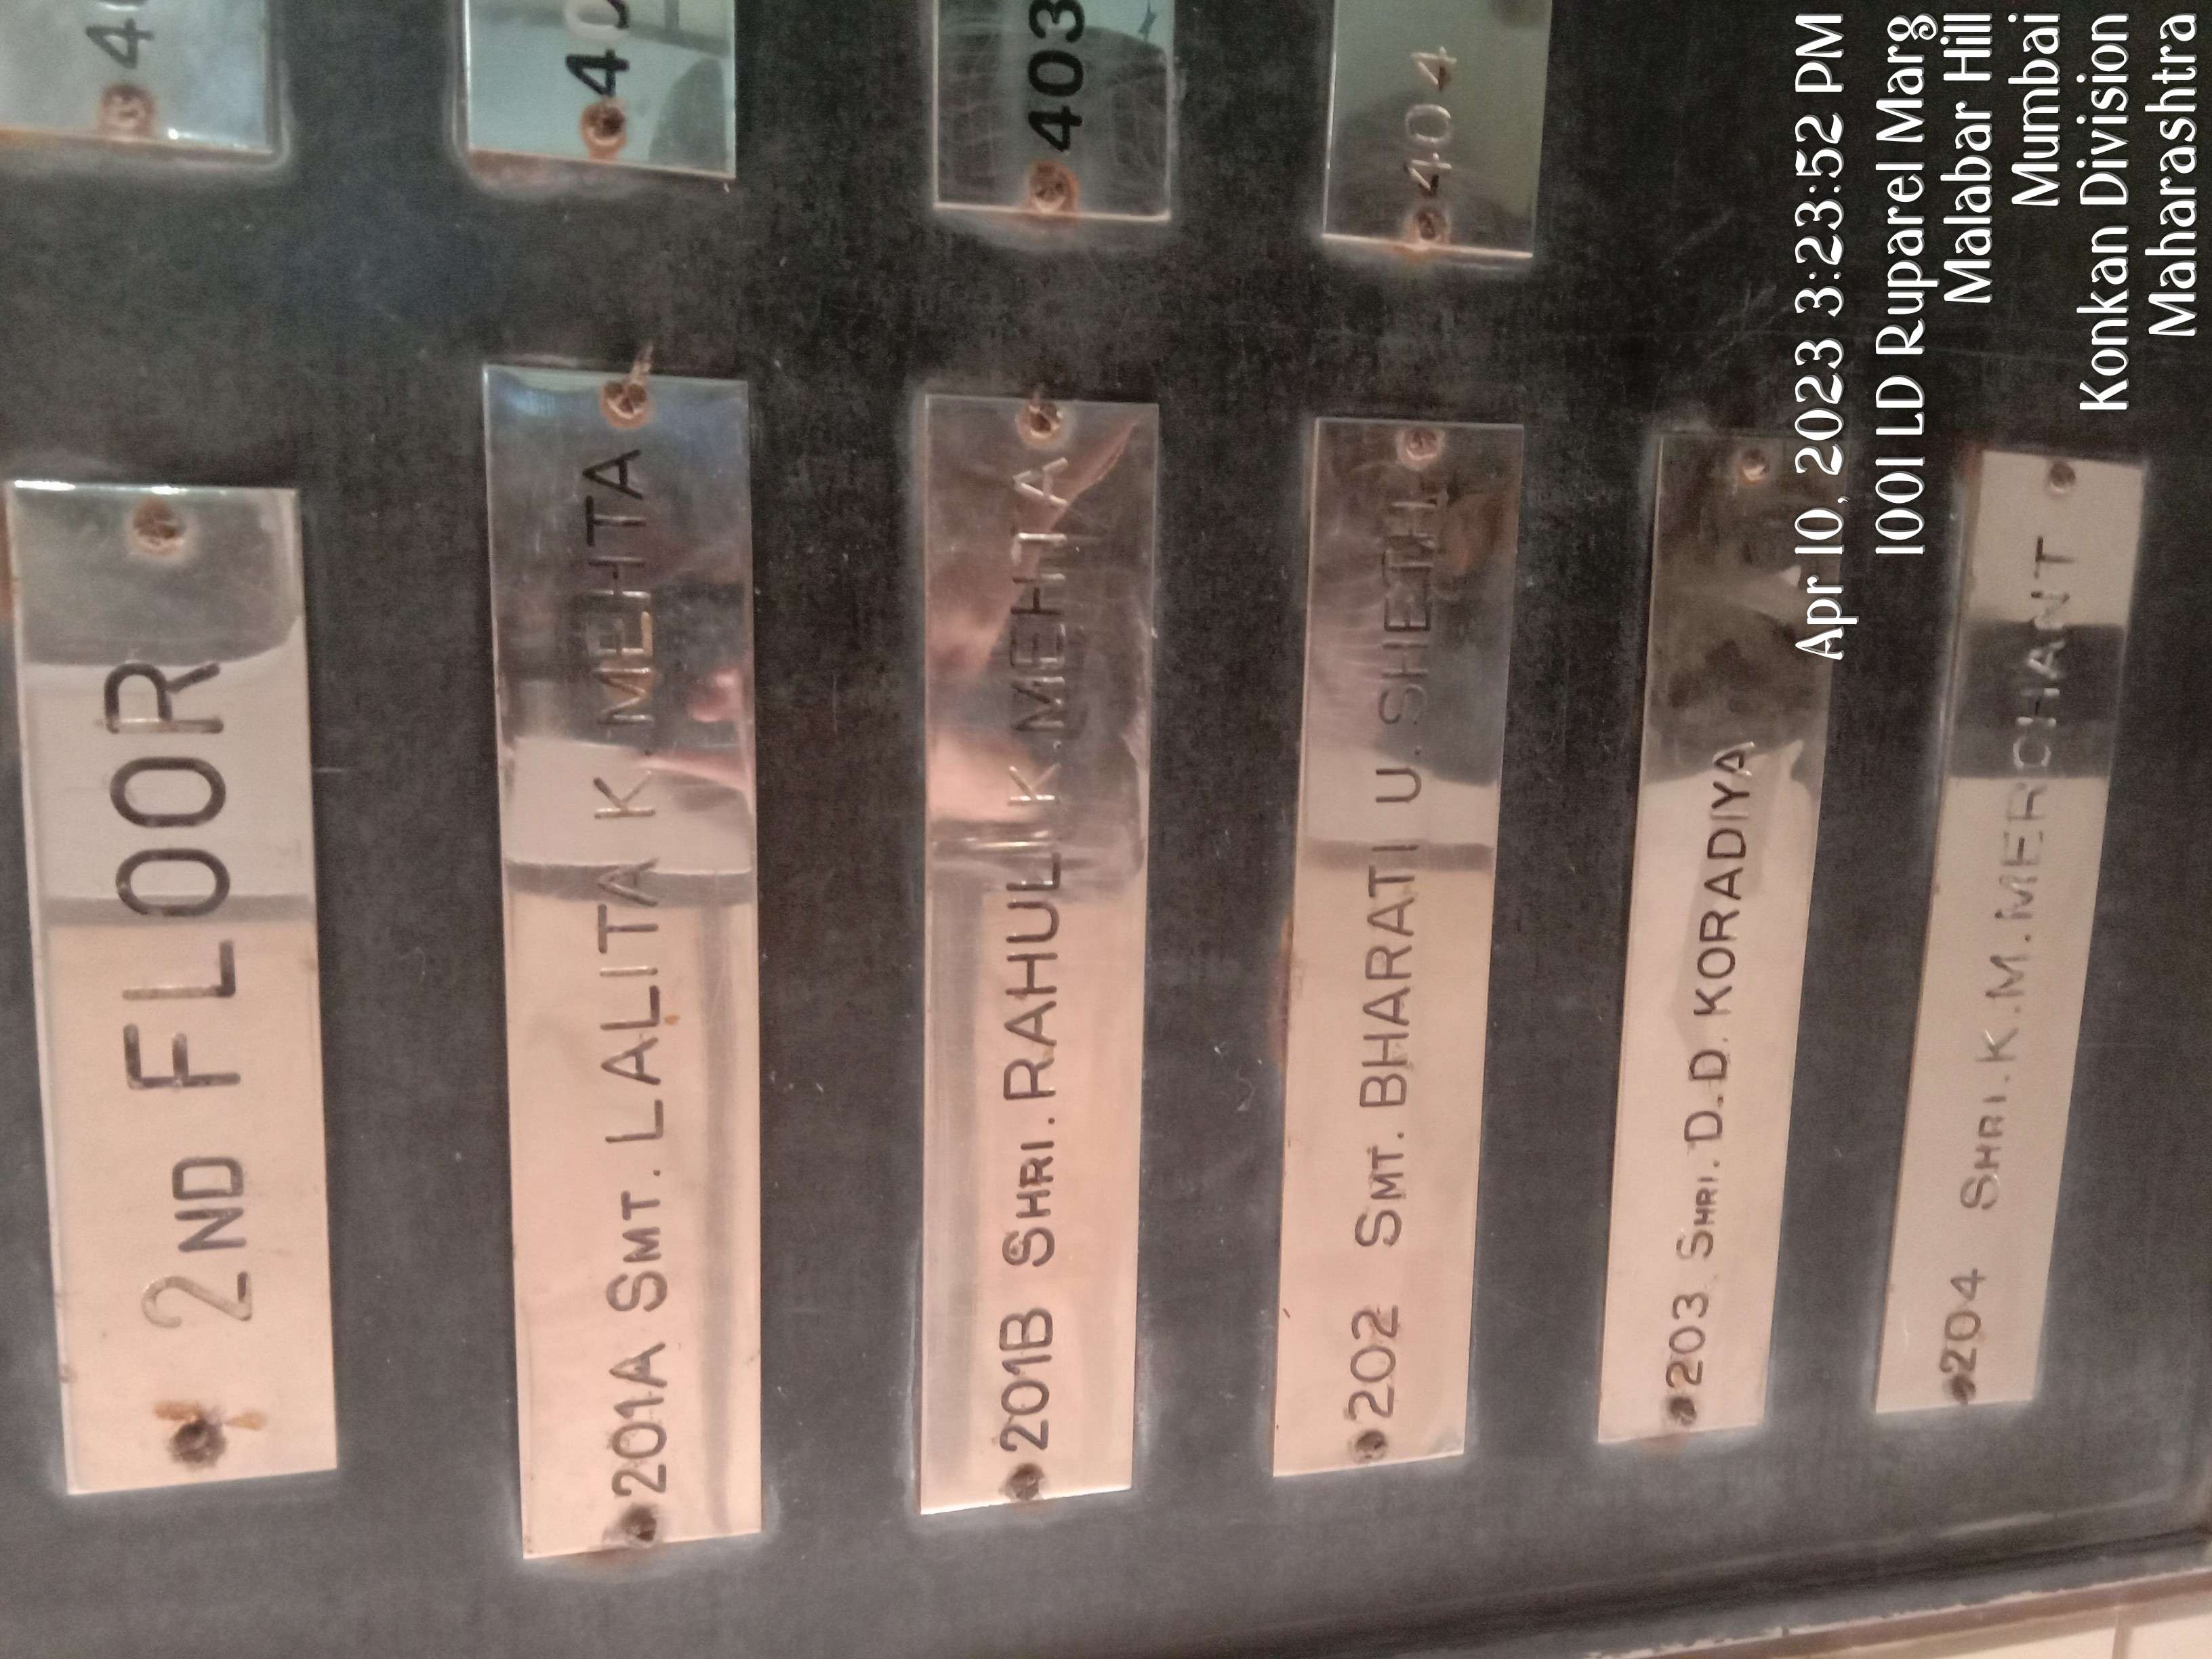 2ND FLOOR
201A SMT. LALITA K. MEHTA
201B SHRI. RAHUL K. MEHTA
202 SMT. BHARATI U. SHETH
203 SHRI. D. D. KORADIYA
204 SHRI. K. M. MERCHANT
403
404
Apr 10, 2023 3:23:52 PM
1001 LD Ruparel Marg
Malabar Hill
Mumbai
Konkan Division
Maharashtra